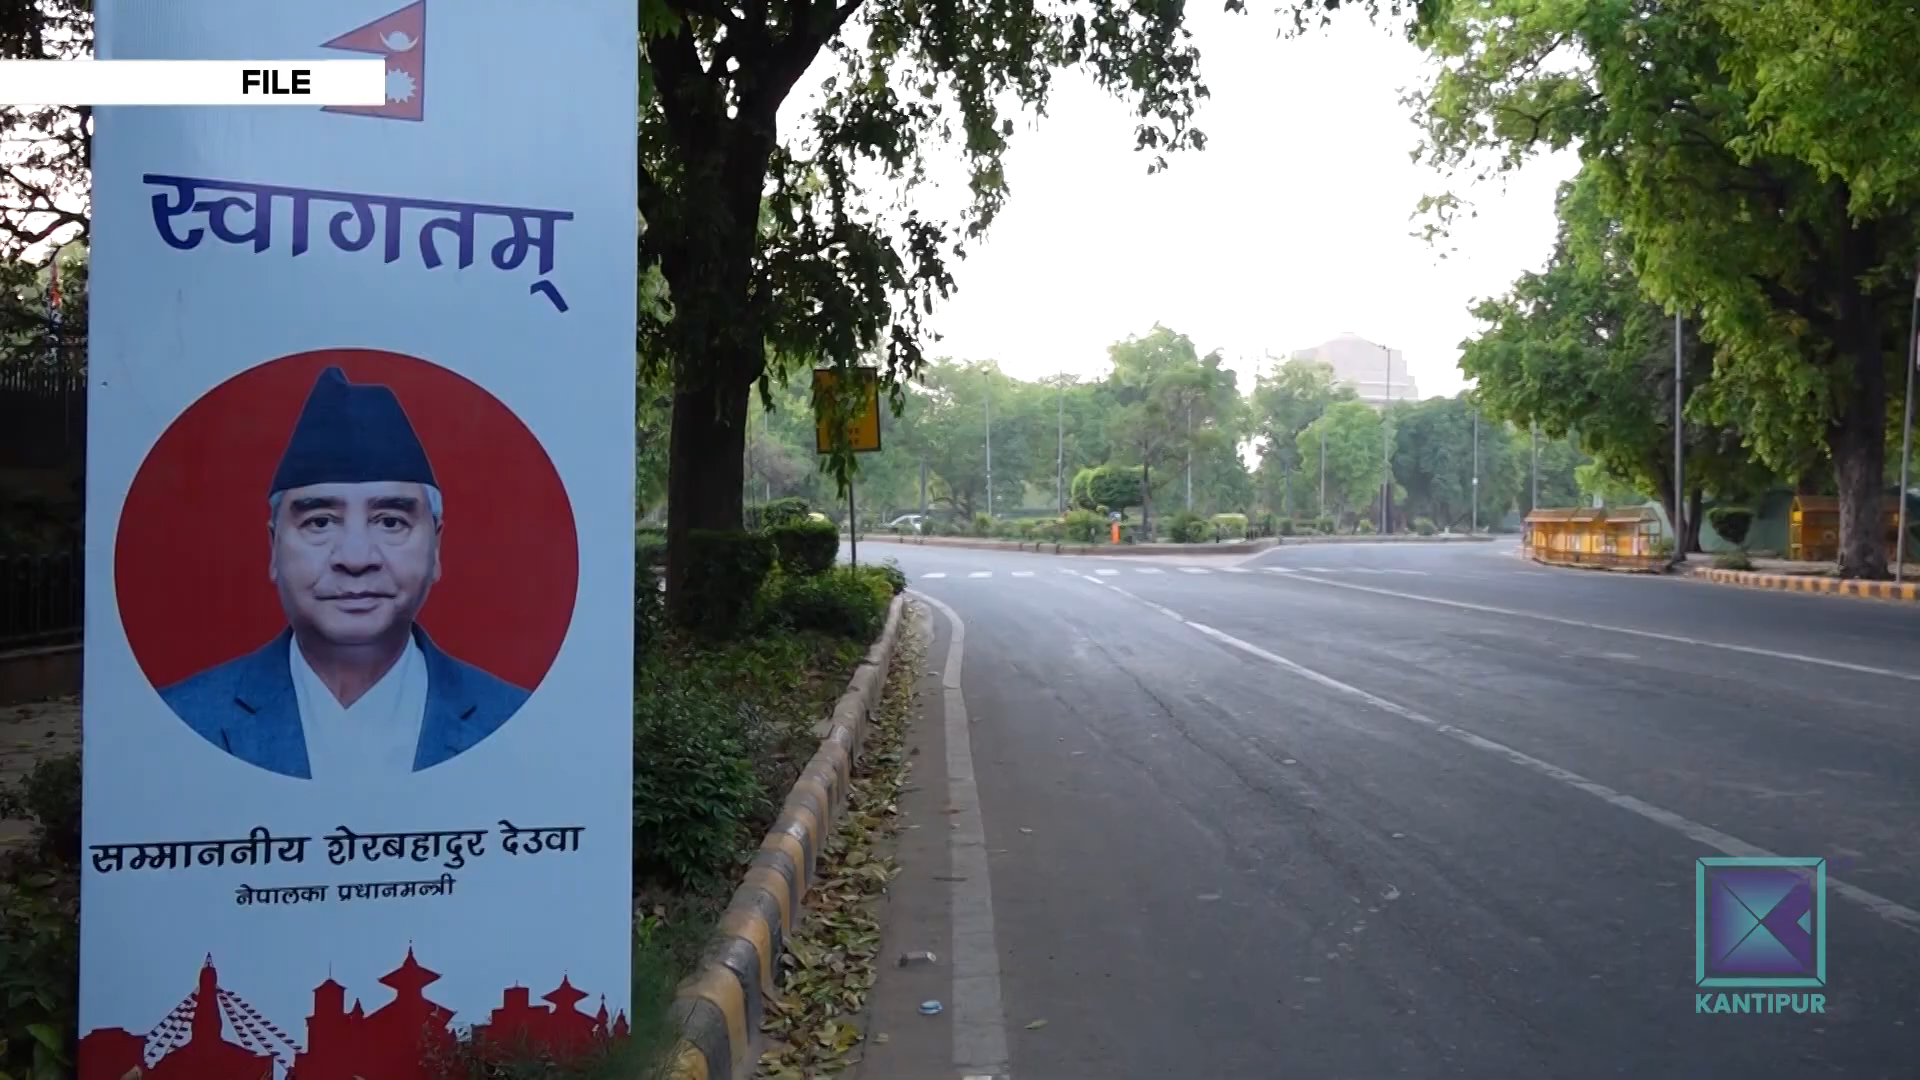 FILE
स्वागतम्
सम्माननीय शेरबहादुर देउवा
नेपालका प्रधानमन्त्री
KANTIPUR